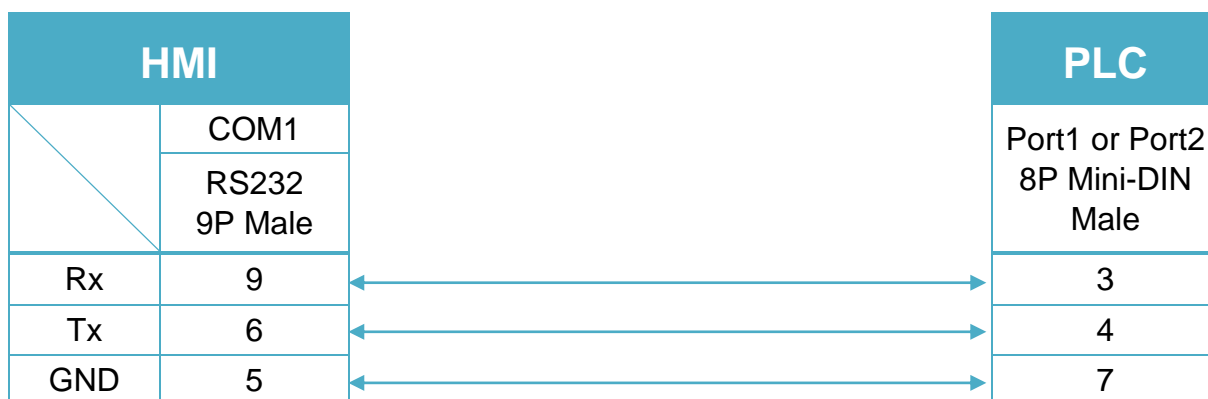 HMI
PLC
COM1
RS232
9P Male
Port1 or Port2
8P Mini-DIN
Male
Rx 9 3
Tx 6 4
GND 5 7